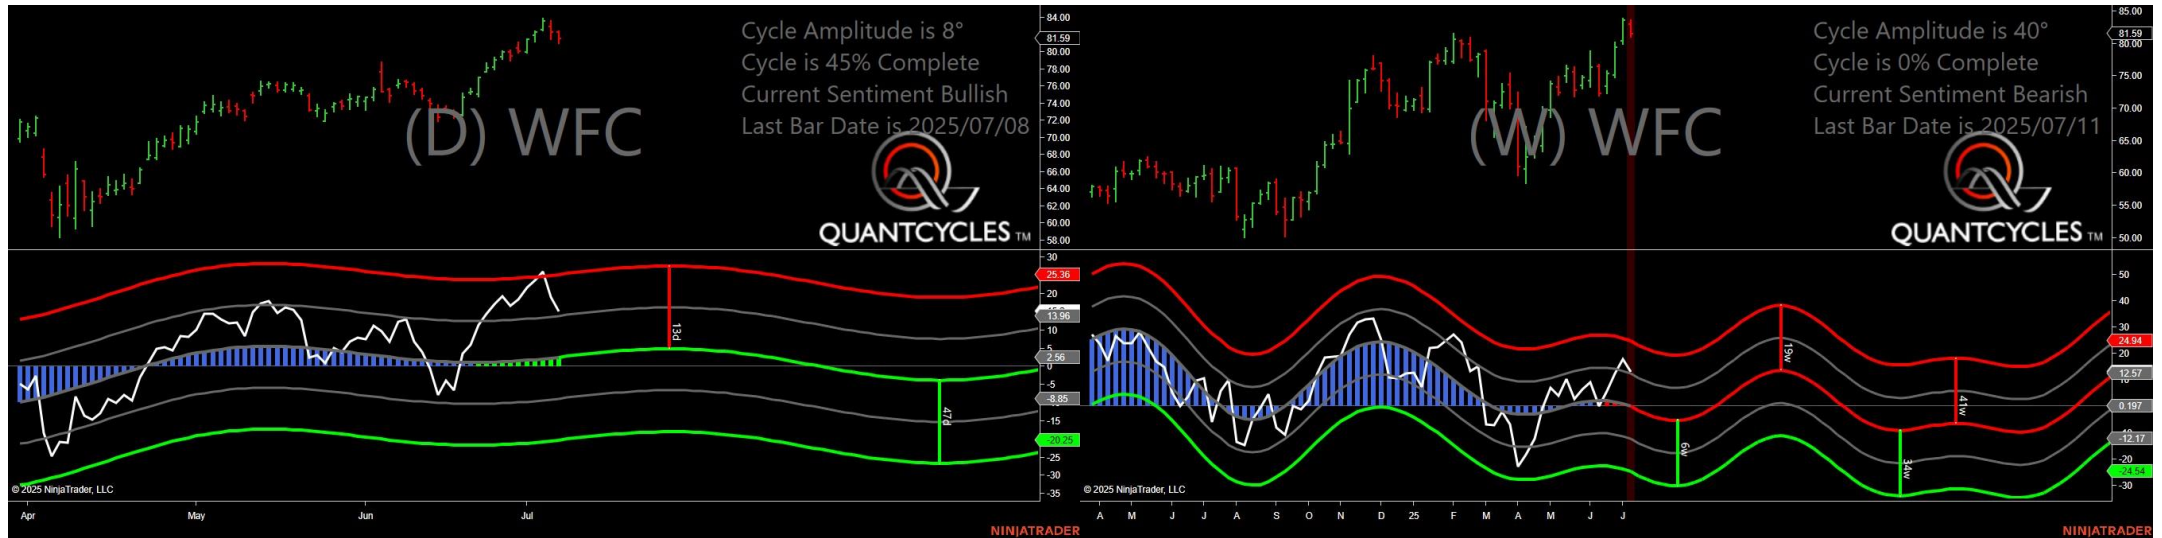 Cycle Amplitude is 8°
Cycle is 45% Complete
Current Sentiment Bullish
Last Bar Date is 2025/07/08
(D) WFC
QUANTCYCLES TM
84.00
81.59
80.00
78.00
76.00
74.00
72.00
70.00
68.00
66.00
64.00
62.00
60.00
58.00
30
25.36
20
13.96
10
2.56
0
-5
-8.85
-15
-20.25
-25
-30
-35
13d
47d
© 2025 NinjaTrader, LLC
Apr
May
Jun
Jul
NINJATRADER
Cycle Amplitude is 40°
Cycle is 0% Complete
Current Sentiment Bearish
Last Bar Date is 2025/07/11
(W) WFC
QUANTCYCLES TM
85.00
81.59
80.00
75.00
70.00
65.00
60.00
55.00
50.00
50
40
30
24.94
20
12.57
0.197
-12.17
-20
-24.54
-30
19w
41w
6w
34w
© 2025 NinjaTrader, LLC
A M J J A S O N D 25 F M A M J J
NINJATRADER